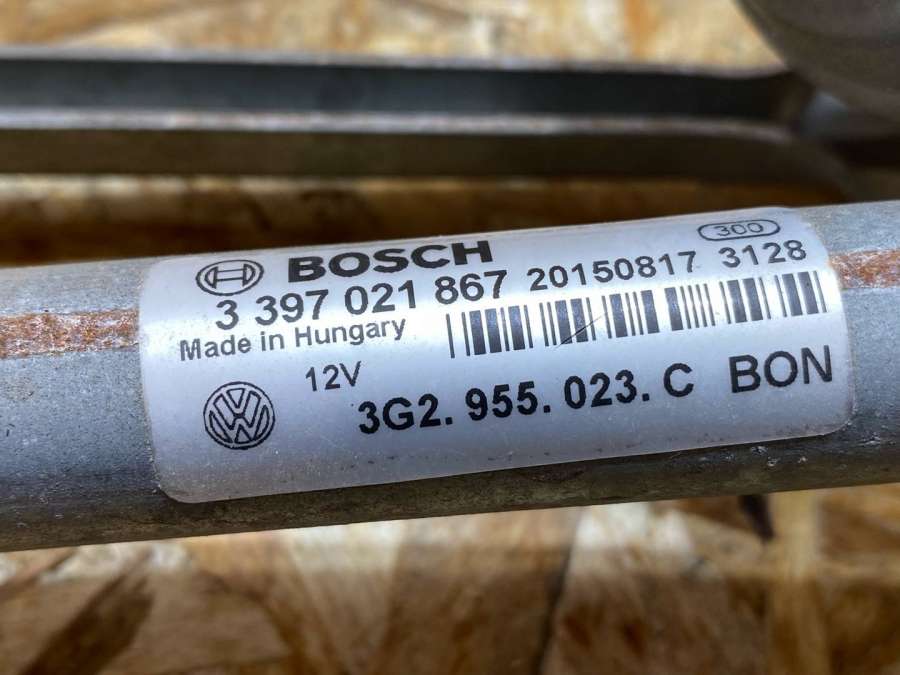 BOSCH
300
3 397 021 867 20150817 3128
Made in Hungary
12V
3G2. 955. 023. C BON